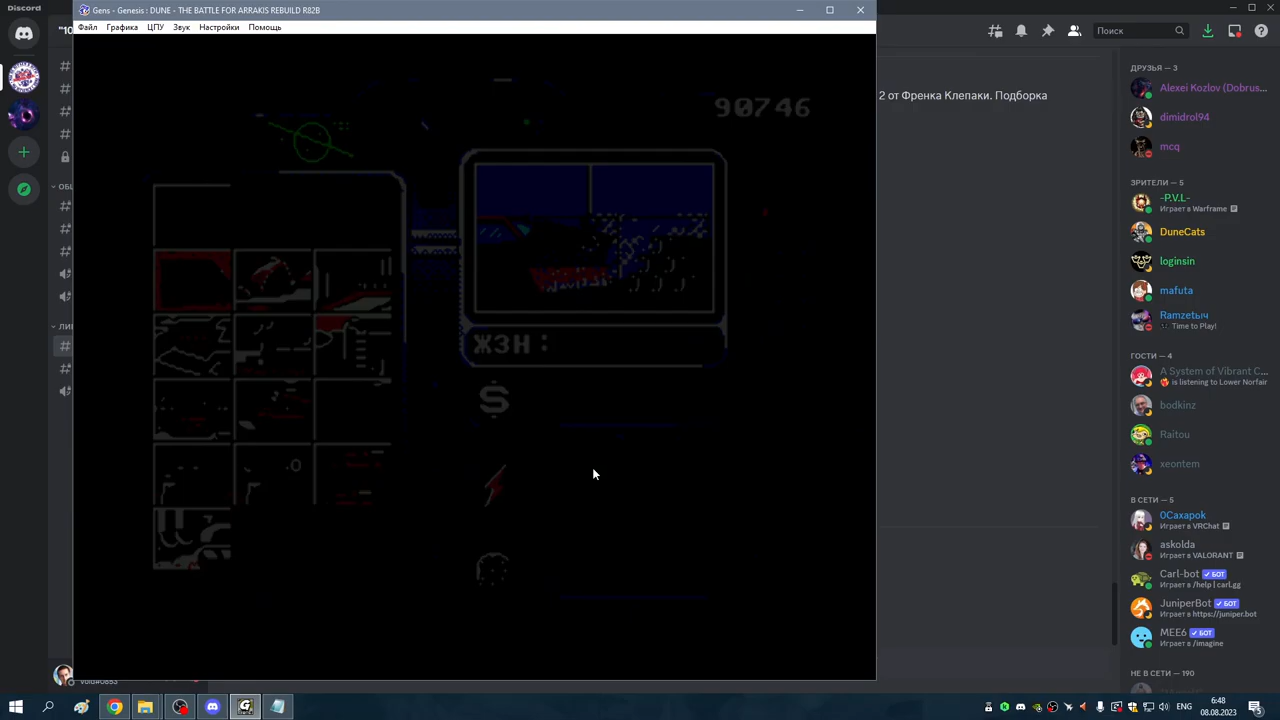 Discord
Gens - Genesis : DUNE - THE BATTLE FOR ARRAKIS REBUILD R82B
Файл Графика ЦПУ Звук Настройки Помощь
Поиск
90746
ЖЗН:
2 от Френка Клепаки. Подборка
ДРУЗЬЯ — 3
Alexei Kozlov (Dobrus...
dimidrol94
mcq
ЗРИТЕЛИ — 5
-P.V.L-
Играет в Warframe
DuneCats
loginsin
mafuta
Ramzeтыч
Time to Play!
ГОСТИ — 4
A System of Vibrant C...
is listening to Lower Norfair
bodkinz
Raitou
xeontem
В СЕТИ — 5
0Caxapok
Играет в VRChat
askolda
Играет в VALORANT
Carl-bot ✓ БОТ
Играет в /help | carl.gg
JuniperBot ✓ БОТ
Играет в https://juniper.bot
MEE6 ✓ БОТ
Играет в /imagine
НЕ В СЕТИ — 190
6:48
08.08.2023